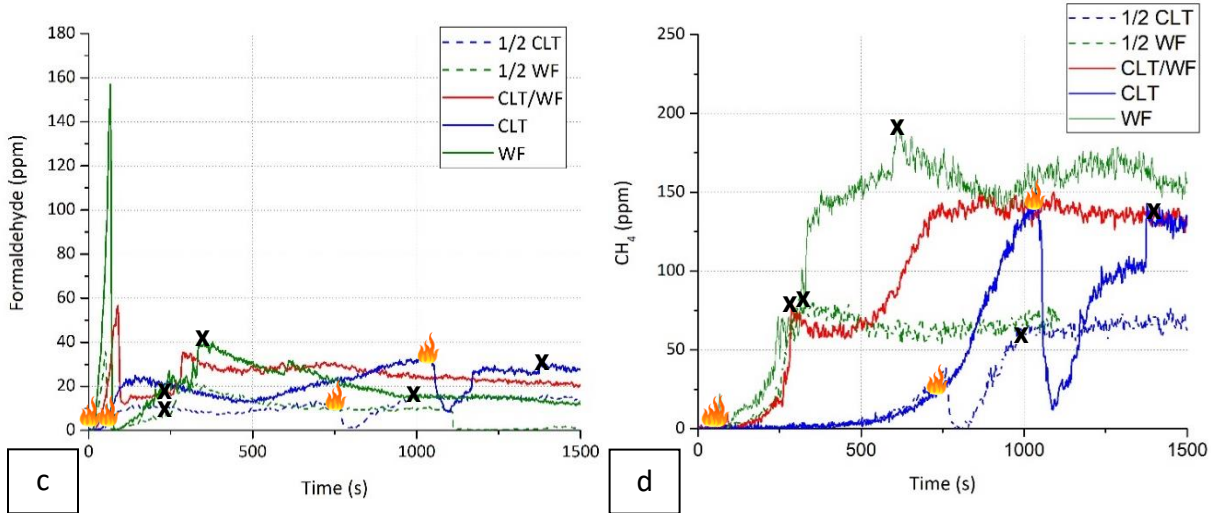 180
160
140
120
100
80
60
40
20
0
Formaldehyde (ppm)
1/2 CLT
1/2 WF
CLT/WF
CLT
WF
X
X
X
X
X
0
500
1000
1500
Time (s)
c
250
200
150
100
50
0
CH₄ (ppm)
1/2 CLT
1/2 WF
CLT/WF
CLT
WF
X
X
X
X
X
0
500
1000
1500
Time (s)
d